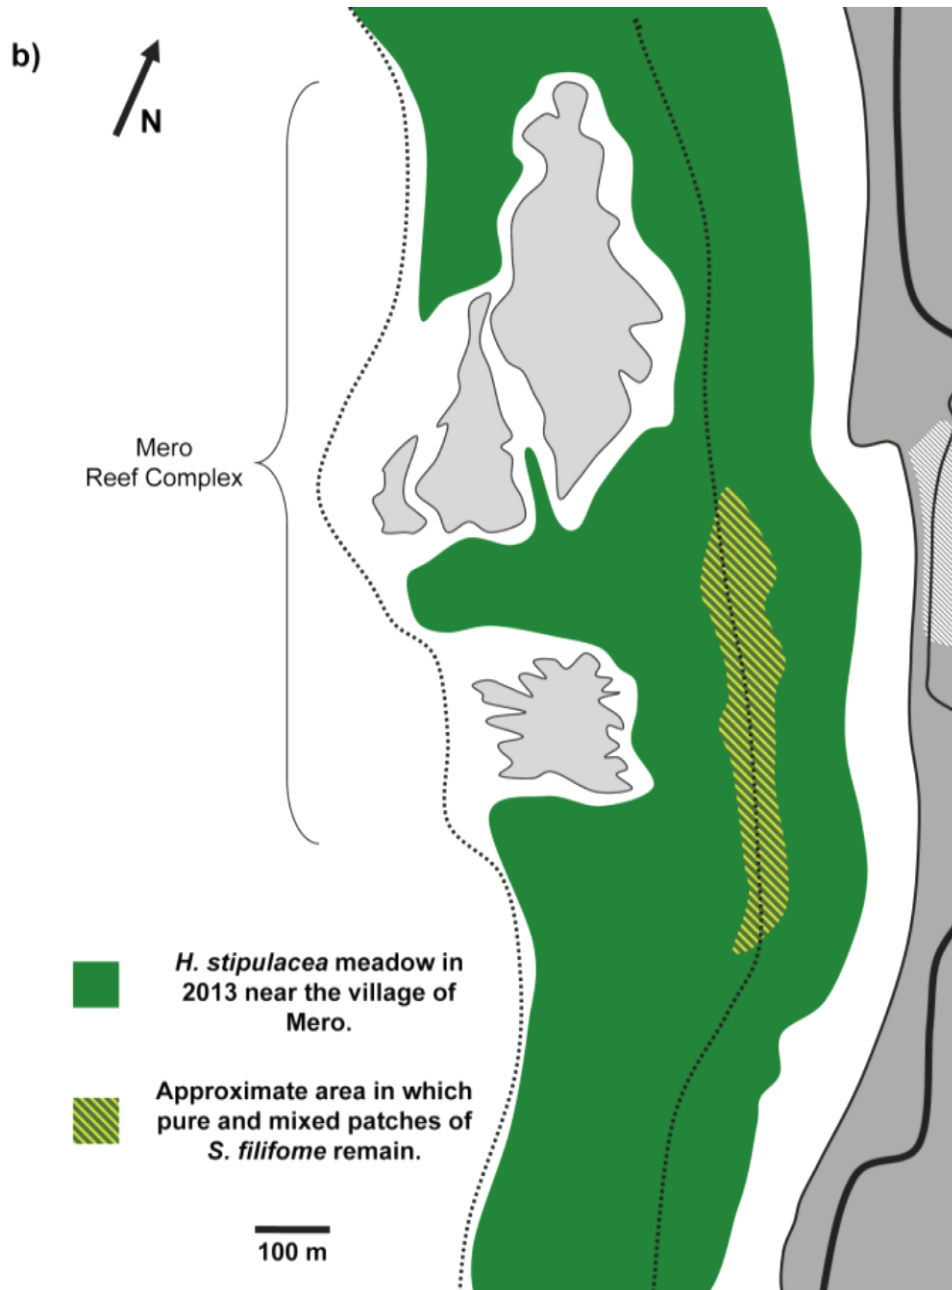 b)
N
Mero
Reef Complex
H. stipulacea meadow in
2013 near the village of
Mero.
Approximate area in which
pure and mixed patches of
S. filifome remain.
100 m